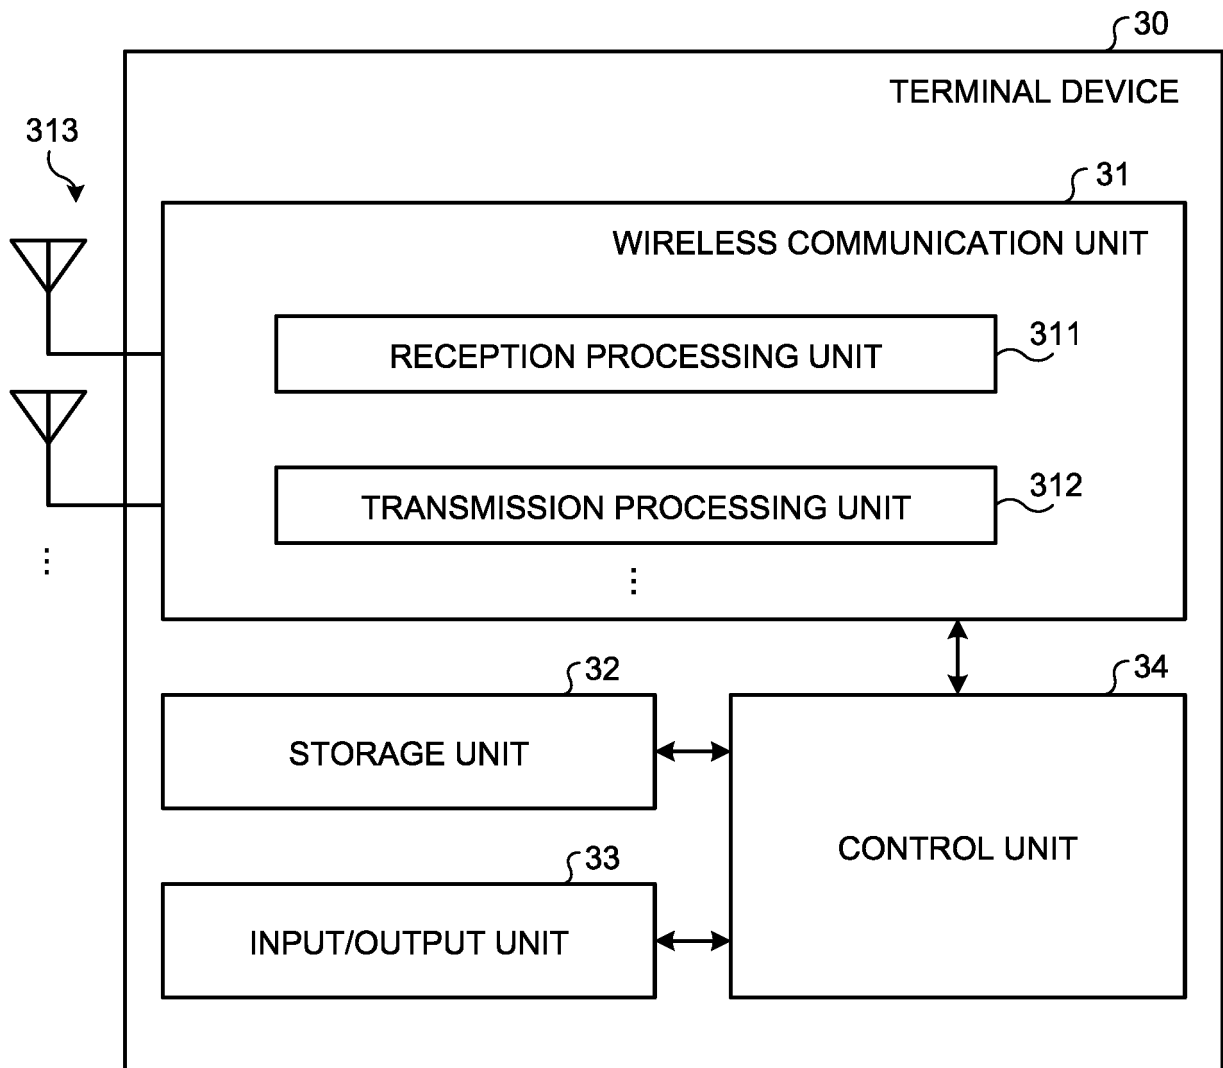 30
TERMINAL DEVICE
313
31
WIRELESS COMMUNICATION UNIT
RECEPTION PROCESSING UNIT
311
TRANSMISSION PROCESSING UNIT
312
32
34
STORAGE UNIT
CONTROL UNIT
33
INPUT/OUTPUT UNIT